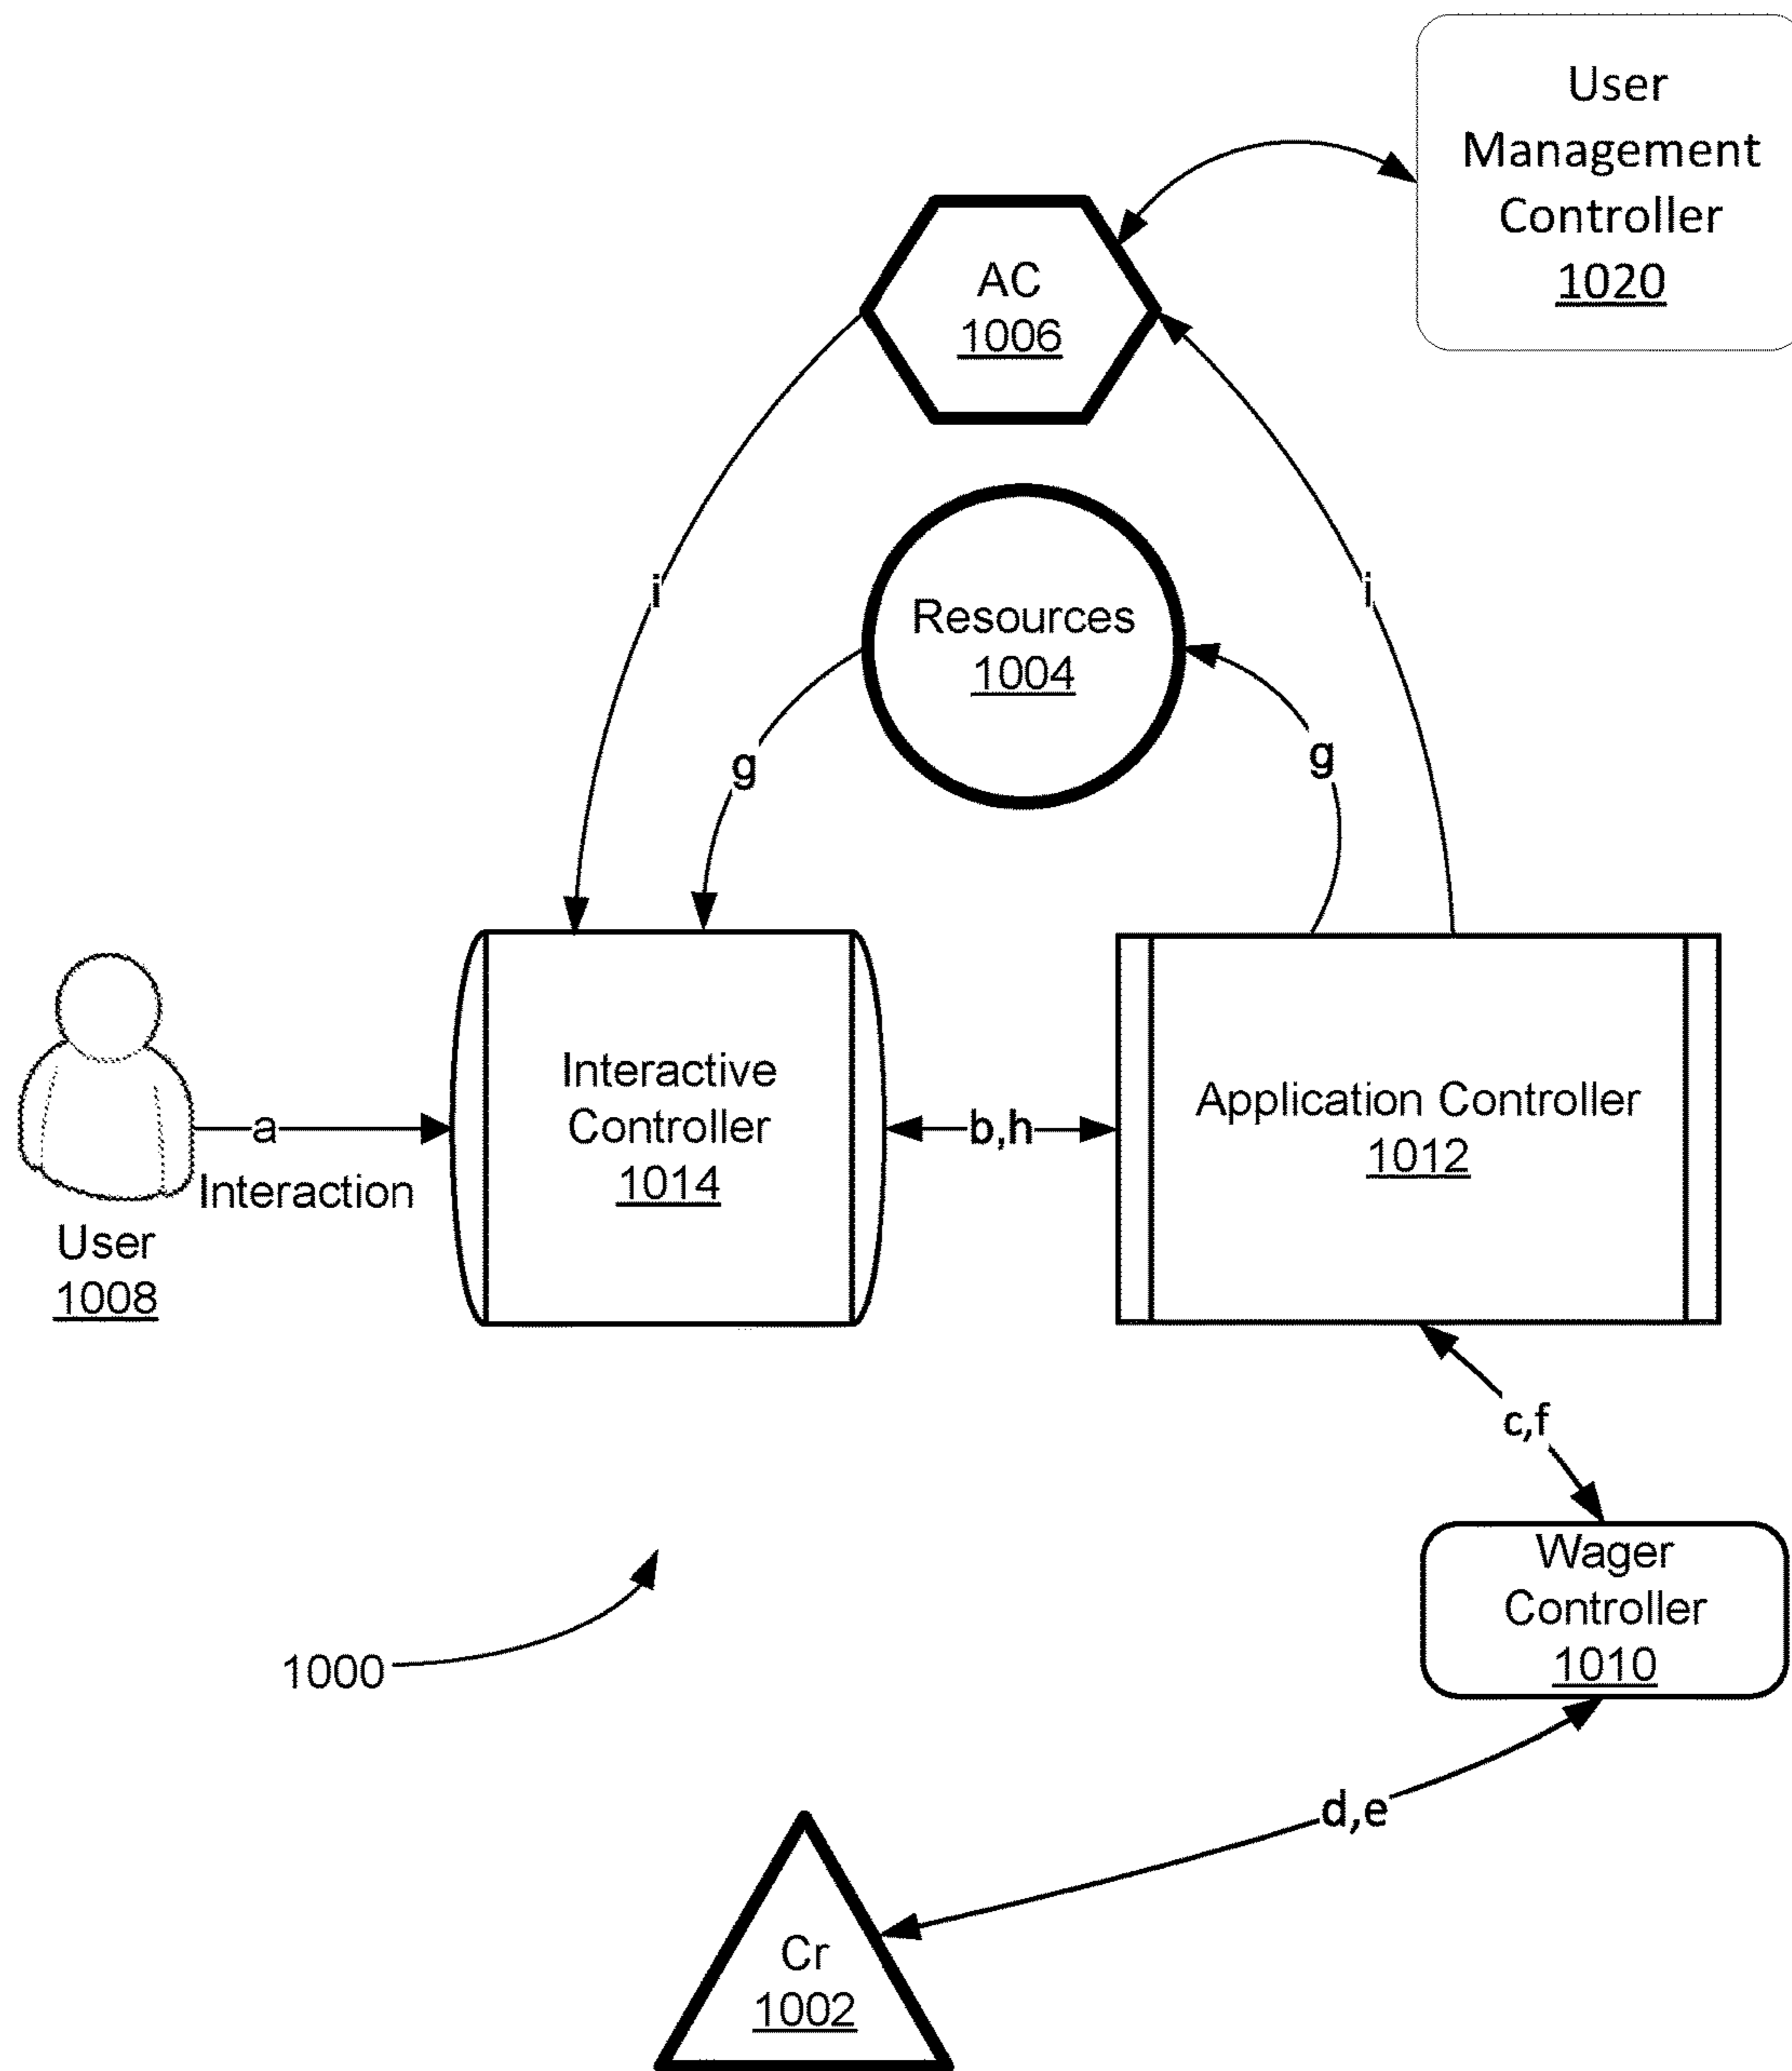 User
Management
Controller
1020
AC
1006
i
i
Resources
1004
g
g
Interactive
Controller
1014
Application Controller
1012
a
Interaction
b,h
User
1008
c,f
Wager
Controller
1010
1000
d,e
Cr
1002